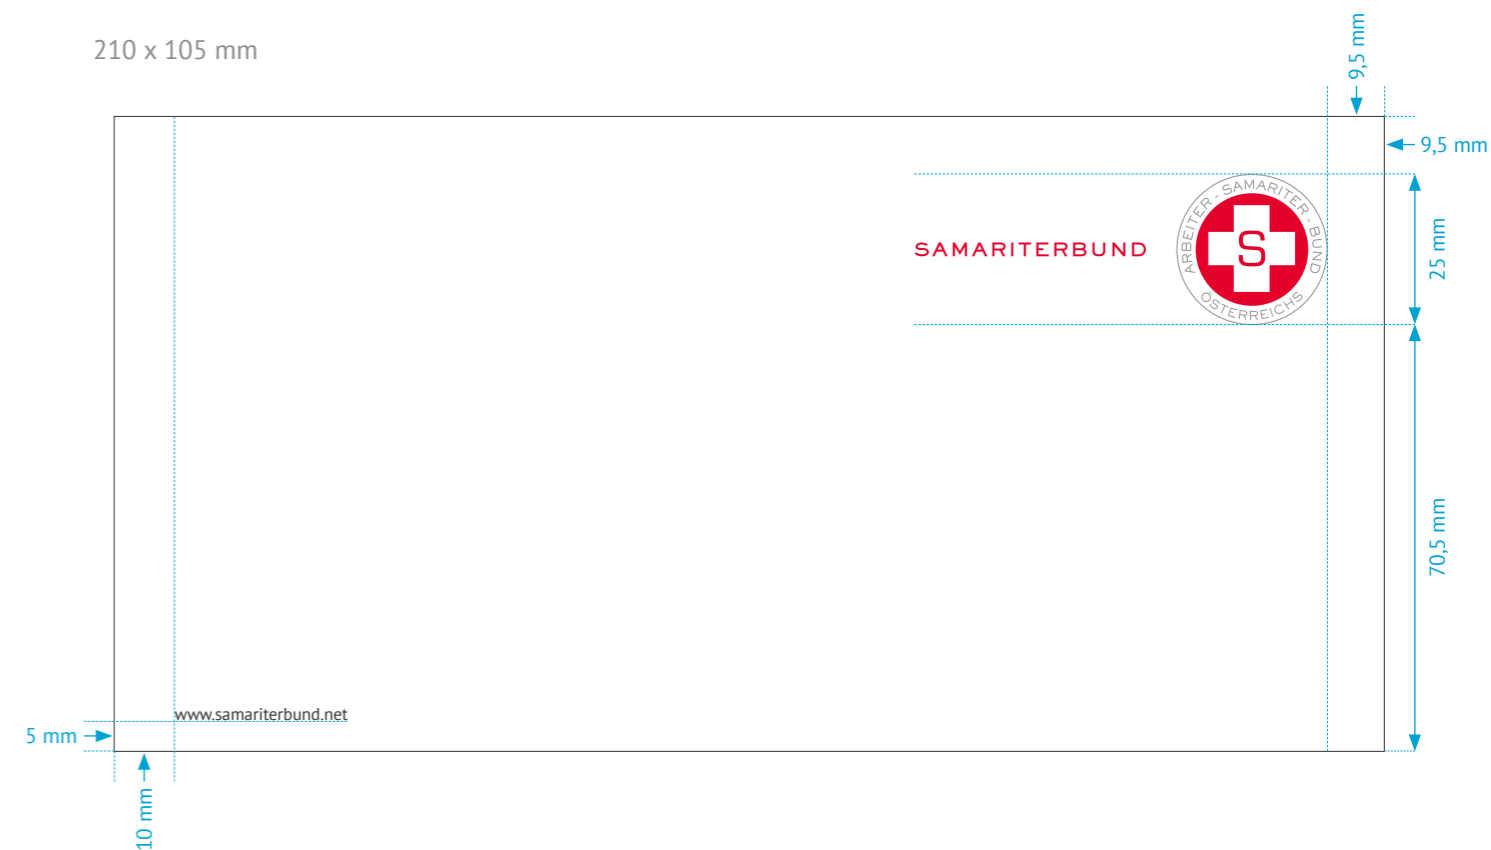 210 x 105 mm
9,5 mm
9,5 mm
ARBEITER - SAMARITER - BUND
SAMARITERBUND
S
ÖSTERREICHS
25 mm
70,5 mm
www.samariterbund.net
5 mm
10 mm